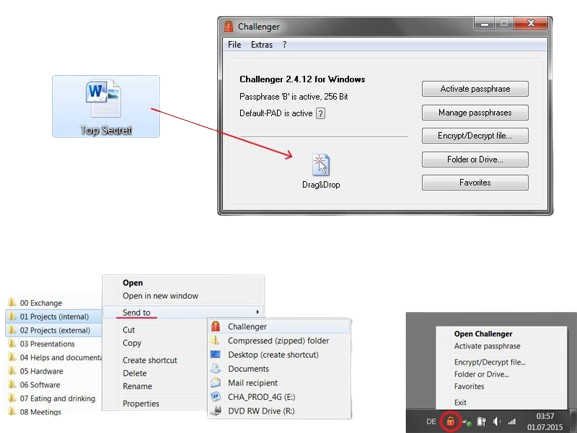 Challenger
File Extras ?
Challenger 2.4.12 for Windows
Passphrase 'B' is active, 256 Bit
Default-PAD is active ?
Activate passphrase
Manage passphrases
Encrypt/Decrypt file...
Folder or Drive...
Favorites
Drag&Drop
Top Secret
00 Exchange
01 Projects (internal)
02 Projects (external)
03 Presentations
04 Helps and documenta
05 Hardware
06 Software
07 Eating and drinking
08 Meetings
Open
Open in new window
Send to
Cut
Copy
Create shortcut
Delete
Rename
Properties
Challenger
Compressed (zipped) folder
Desktop (create shortcut)
Documents
Mail recipient
CHA_PROD_4G (E:)
DVD RW Drive (R:)
Open Challenger
Activate passphrase
Encrypt/Decrypt file...
Folder or Drive...
Favorites
Exit
DE
03:57
01.07.2015